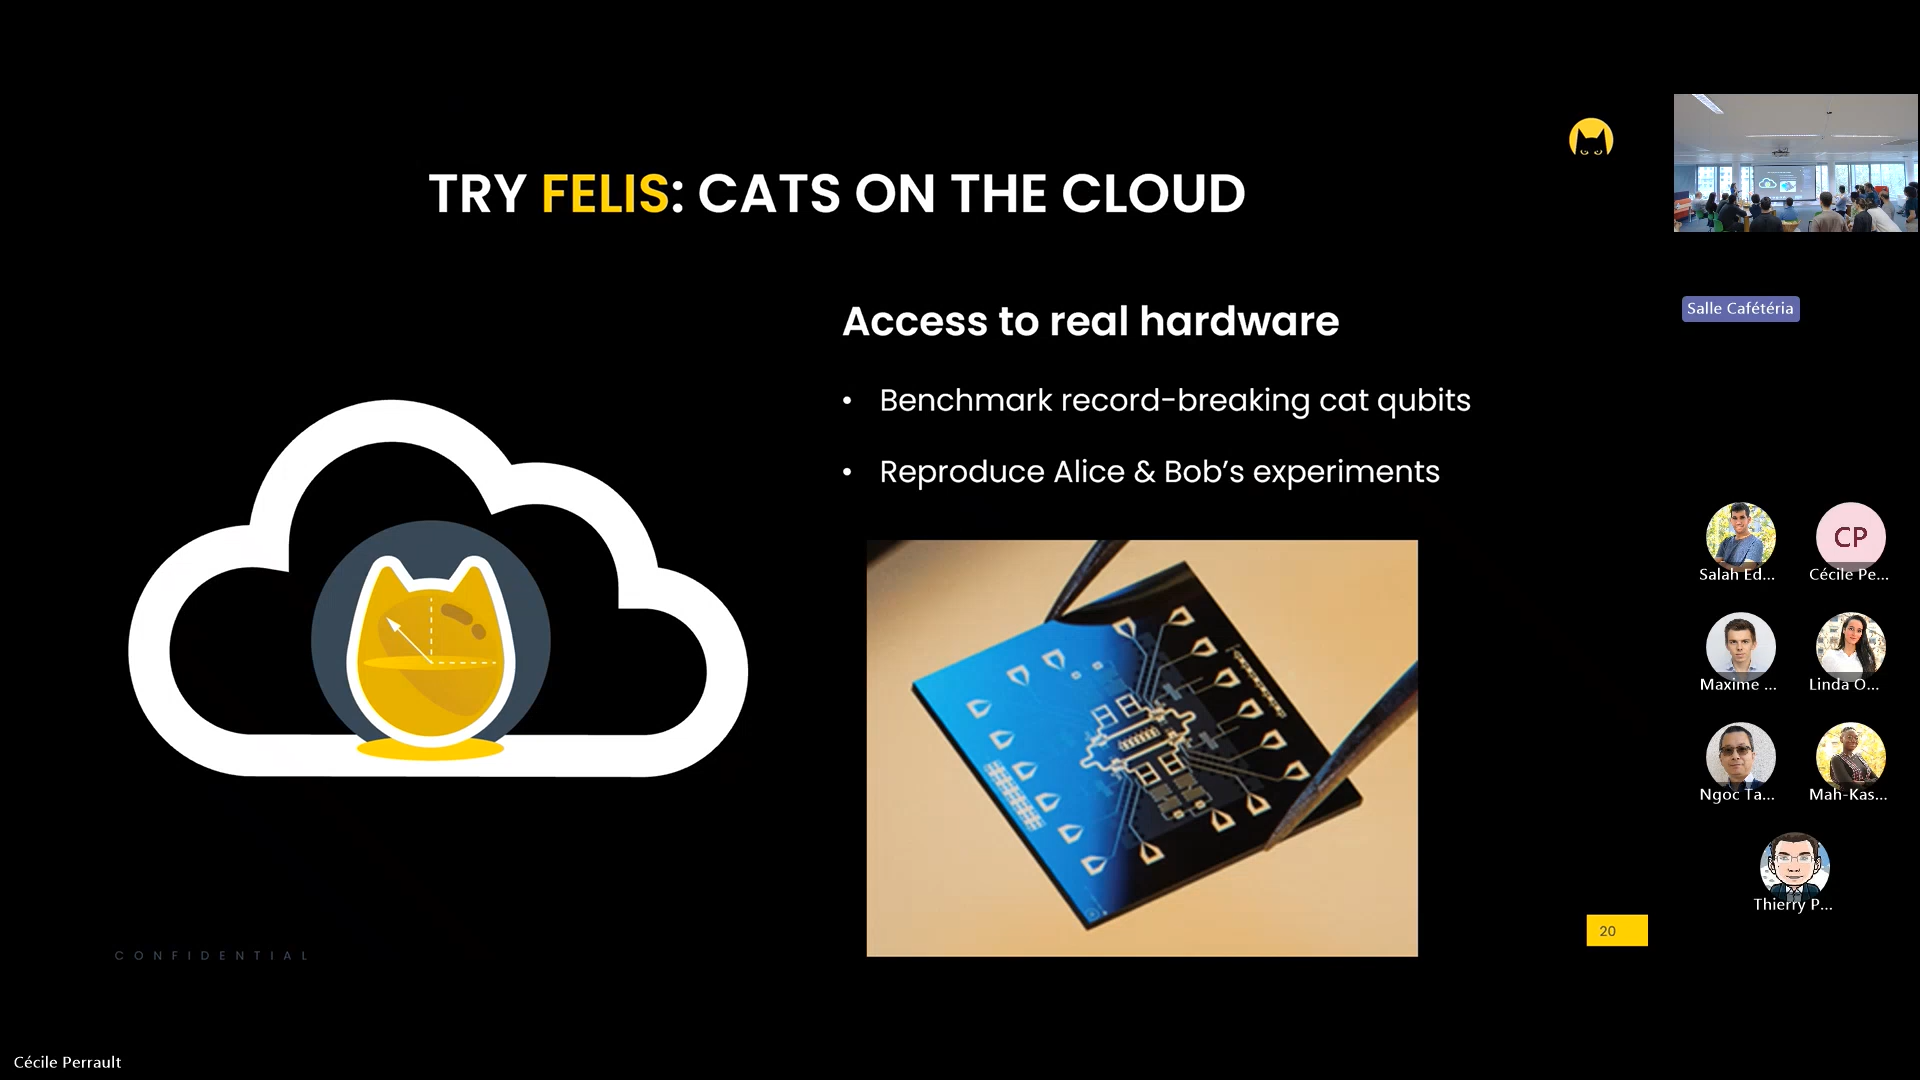 TRY FELIS: CATS ON THE CLOUD
Access to real hardware
• Benchmark record-breaking cat qubits
• Reproduce Alice & Bob’s experiments
CONFIDENTIAL
20
Salle Cafétéria
Salah Ed...
CP
Cécile Pe...
Maxime ...
Linda O...
Ngoc Ta...
Mah-Kas...
Thierry P...
Cécile Perrault